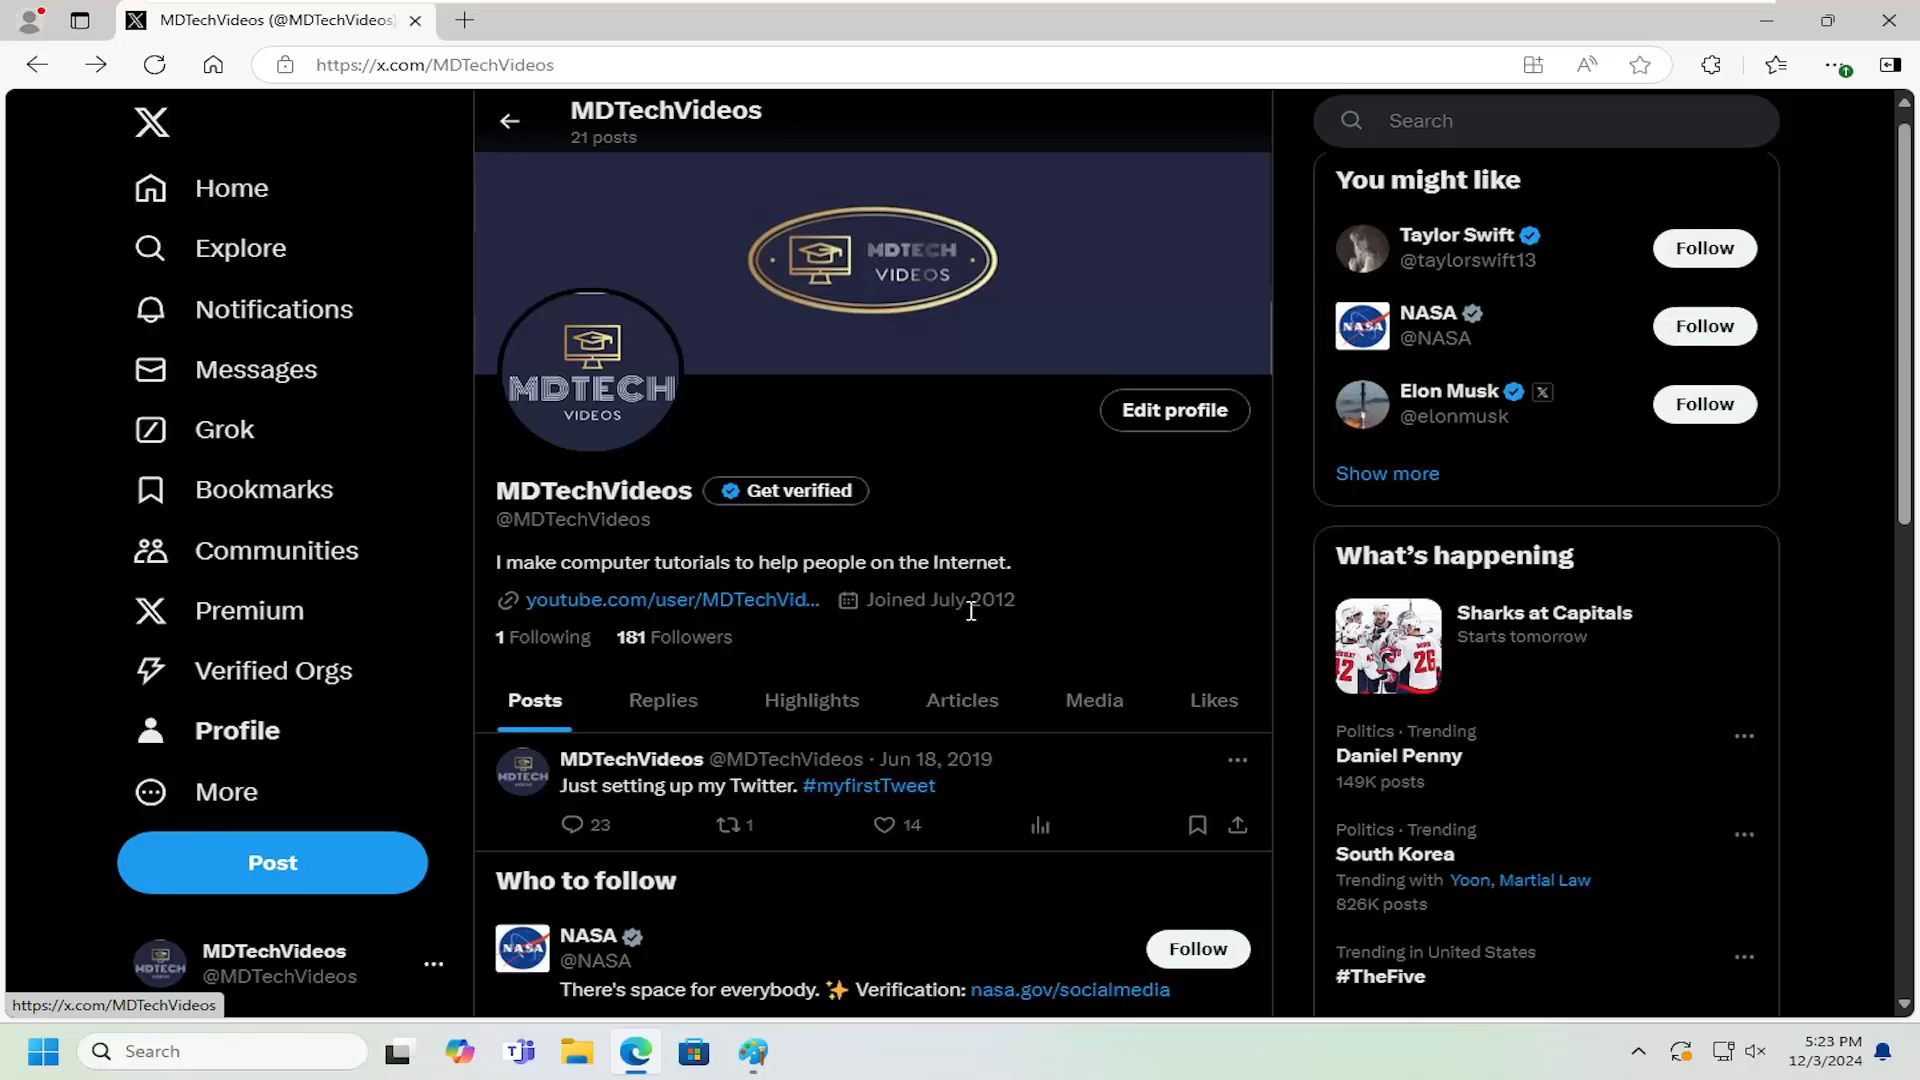 MDTechVideos (@MDTechVideos)
https://x.com/MDTechVideos
Home
Explore
Notifications
Messages
Grok
Bookmarks
Communities
Premium
Verified Orgs
Profile
More
Post
MDTechVideos
@MDTechVideos
https://x.com/MDTechVideos
MDTechVideos
21 posts
MDTECH
VIDEOS
MDTECH
VIDEOS
Edit profile
MDTechVideos Get verified
@MDTechVideos
I make computer tutorials to help people on the Internet.
youtube.com/user/MDTechVid... Joined July 2012
1 Following 181 Followers
Posts Replies Highlights Articles Media Likes
MDTECH
MDTechVideos @MDTechVideos · Jun 18, 2019
Just setting up my Twitter. #myfirstTweet
23 1 14
Who to follow
NASA
NASA
@NASA
Follow
There's space for everybody. ✨ Verification: nasa.gov/socialmedia
Search
You might like
Taylor Swift
@taylorswift13
Follow
NASA
NASA
@NASA
Follow
Elon Musk
@elonmusk
Follow
Show more
What's happening
Sharks at Capitals
Starts tomorrow
Politics · Trending
Daniel Penny
149K posts
Politics · Trending
South Korea
Trending with Yoon, Martial Law
826K posts
Trending in United States
#TheFive
Search
5:23 PM
12/3/2024